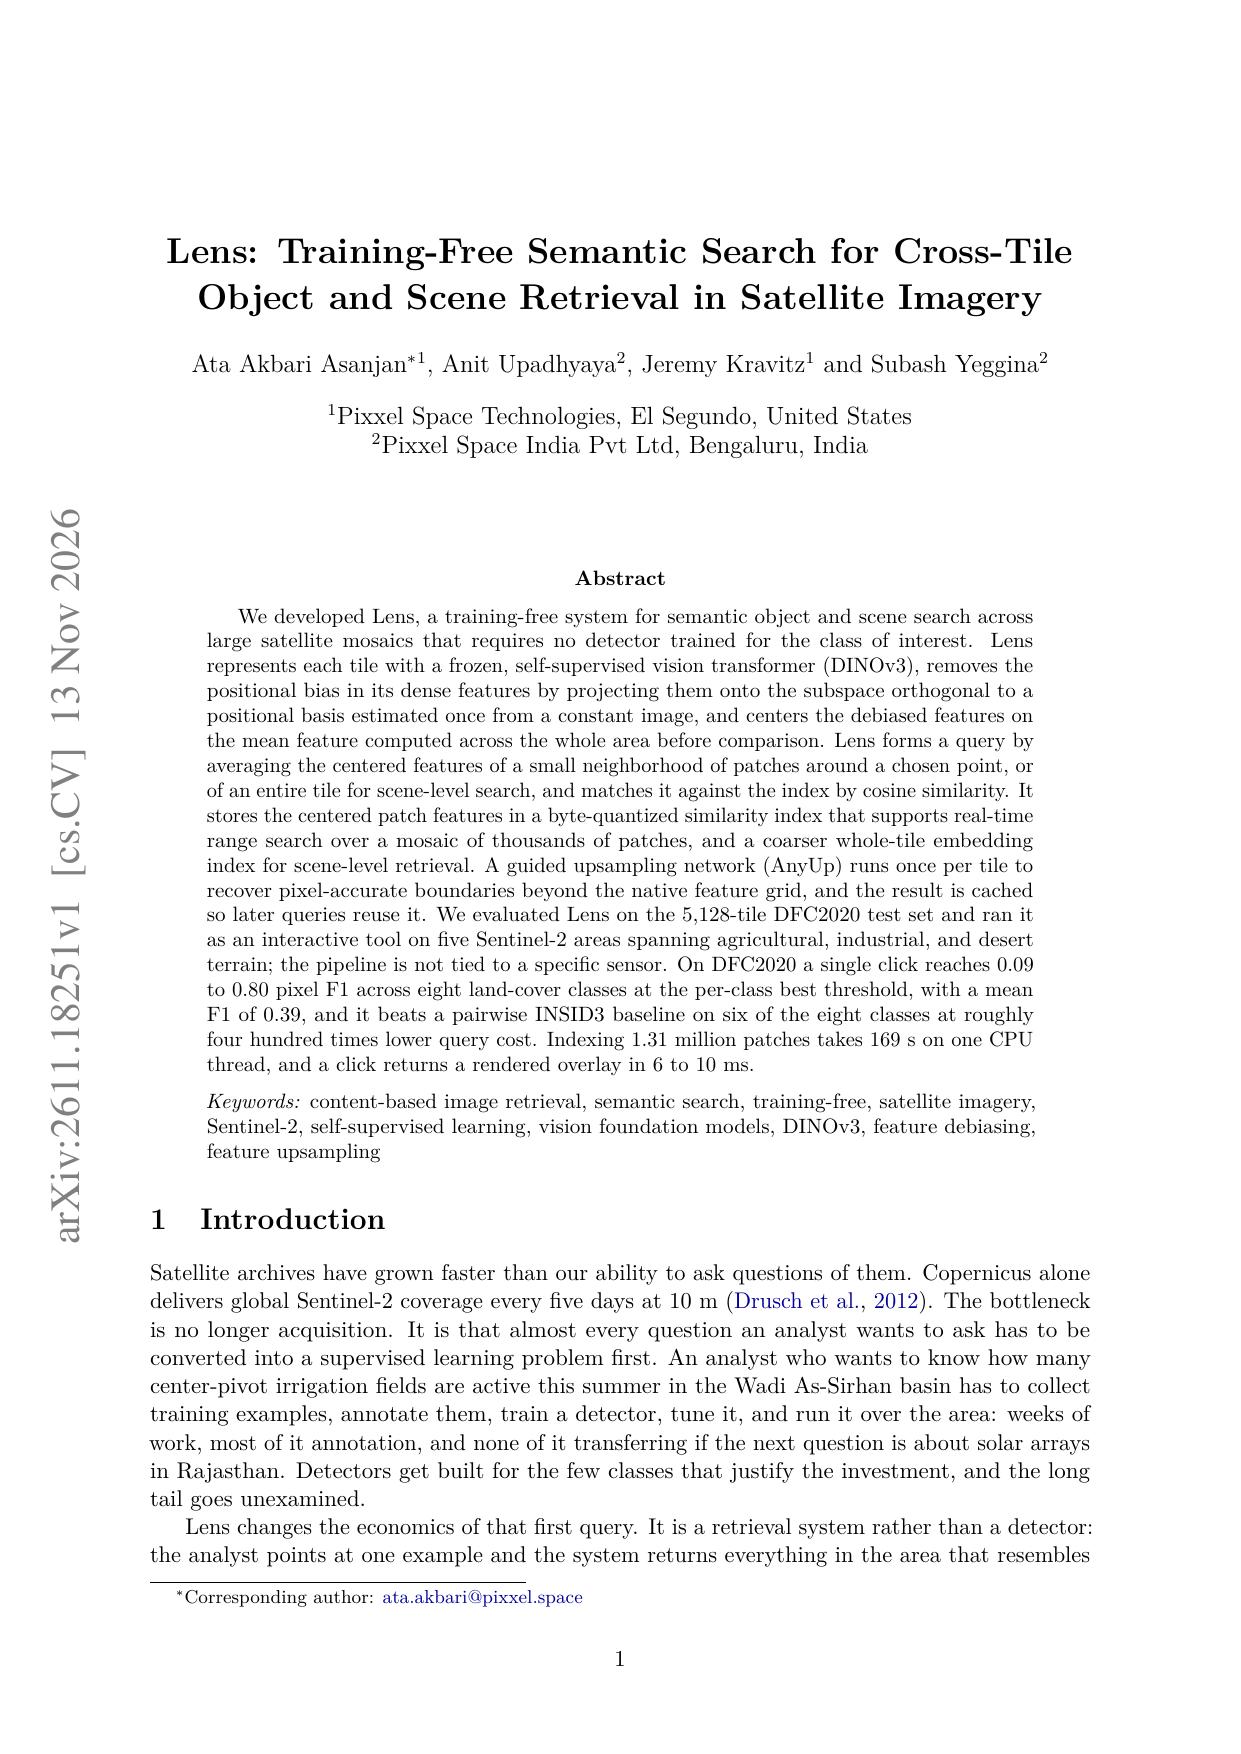 Lens: Training-Free Semantic Search for Cross-Tile
Object and Scene Retrieval in Satellite Imagery
Ata Akbari Asanjan*1, Anit Upadhyaya2, Jeremy Kravitz1 and Subash Yeggina2
1Pixxel Space Technologies, El Segundo, United States
2Pixxel Space India Pvt Ltd, Bengaluru, India
arXiv:2611.18251v1 [cs.CV] 13 Nov 2026
Abstract
We developed Lens, a training-free system for semantic object and scene search across
large satellite mosaics that requires no detector trained for the class of interest. Lens
represents each tile with a frozen, self-supervised vision transformer (DINOv3), removes the
positional bias in its dense features by projecting them onto the subspace orthogonal to a
positional basis estimated once from a constant image, and centers the debiased features on
the mean feature computed across the whole area before comparison. Lens forms a query by
averaging the centered features of a small neighborhood of patches around a chosen point, or
of an entire tile for scene-level search, and matches it against the index by cosine similarity. It
stores the centered patch features in a byte-quantized similarity index that supports real-time
range search over a mosaic of thousands of patches, and a coarser whole-tile embedding
index for scene-level retrieval. A guided upsampling network (AnyUp) runs once per tile to
recover pixel-accurate boundaries beyond the native feature grid, and the result is cached
so later queries reuse it. We evaluated Lens on the 5,128-tile DFC2020 test set and ran it
as an interactive tool on five Sentinel-2 areas spanning agricultural, industrial, and desert
terrain; the pipeline is not tied to a specific sensor. On DFC2020 a single click reaches 0.09
to 0.80 pixel F1 across eight land-cover classes at the per-class best threshold, with a mean
F1 of 0.39, and it beats a pairwise INSID3 baseline on six of the eight classes at roughly
four hundred times lower query cost. Indexing 1.31 million patches takes 169 s on one CPU
thread, and a click returns a rendered overlay in 6 to 10 ms.
Keywords: content-based image retrieval, semantic search, training-free, satellite imagery,
Sentinel-2, self-supervised learning, vision foundation models, DINOv3, feature debiasing,
feature upsampling
1 Introduction
Satellite archives have grown faster than our ability to ask questions of them. Copernicus alone
delivers global Sentinel-2 coverage every five days at 10 m (Drusch et al., 2012). The bottleneck
is no longer acquisition. It is that almost every question an analyst wants to ask has to be
converted into a supervised learning problem first. An analyst who wants to know how many
center-pivot irrigation fields are active this summer in the Wadi As-Sirhan basin has to collect
training examples, annotate them, train a detector, tune it, and run it over the area: weeks of
work, most of it annotation, and none of it transferring if the next question is about solar arrays
in Rajasthan. Detectors get built for the few classes that justify the investment, and the long
tail goes unexamined.
Lens changes the economics of that first query. It is a retrieval system rather than a detector:
the analyst points at one example and the system returns everything in the area that resembles
*Corresponding author: ata.akbari@pixxel.space
1